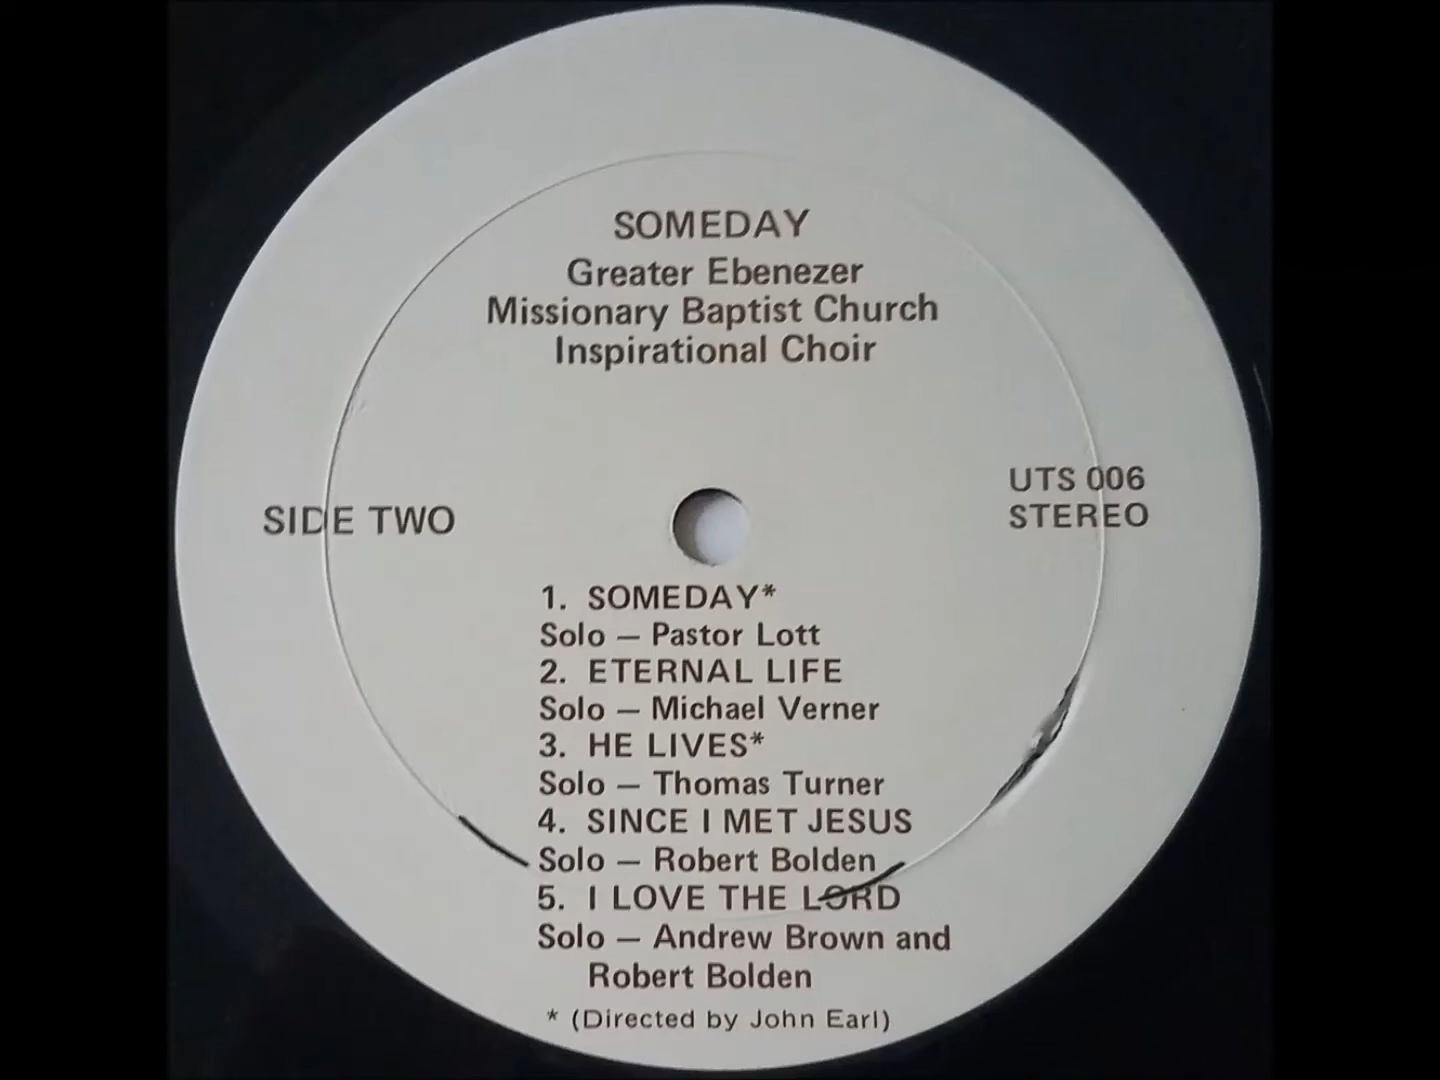 SOMEDAY
Greater Ebenezer
Missionary Baptist Church
Inspirational Choir
SIDE TWO
UTS 006
STEREO
1. SOMEDAY*
Solo — Pastor Lott
2. ETERNAL LIFE
Solo — Michael Verner
3. HE LIVES*
Solo — Thomas Turner
4. SINCE I MET JESUS
Solo — Robert Bolden
5. I LOVE THE LORD
Solo — Andrew Brown and
Robert Bolden
* (Directed by John Earl)